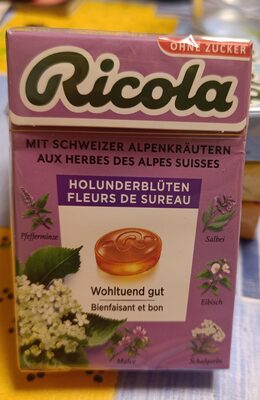 OHNE ZUCKER
Ricola
MIT SCHWEIZER ALPENKRÄUTERN
AUX HERBES DES ALPES SUISSES
HOLUNDERBLÜTEN
FLEURS DE SUREAU
Pfefferminze
Salbei
Wohltuend gut
Bienfaisant et bon
Eibisch
Malve
Schafgarbe